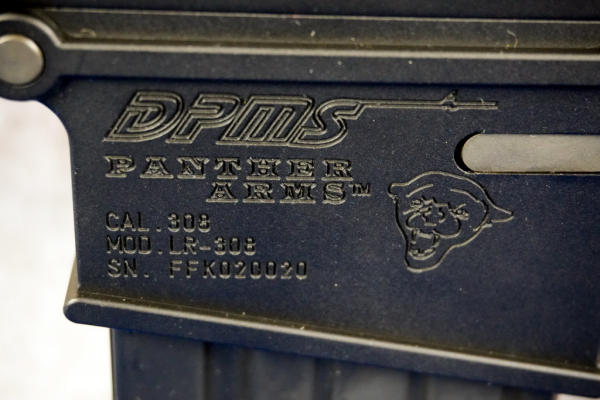 DPMS
PANTHER
ARMS™
CAL.308
MOD.LR-308
SN. FFK020020